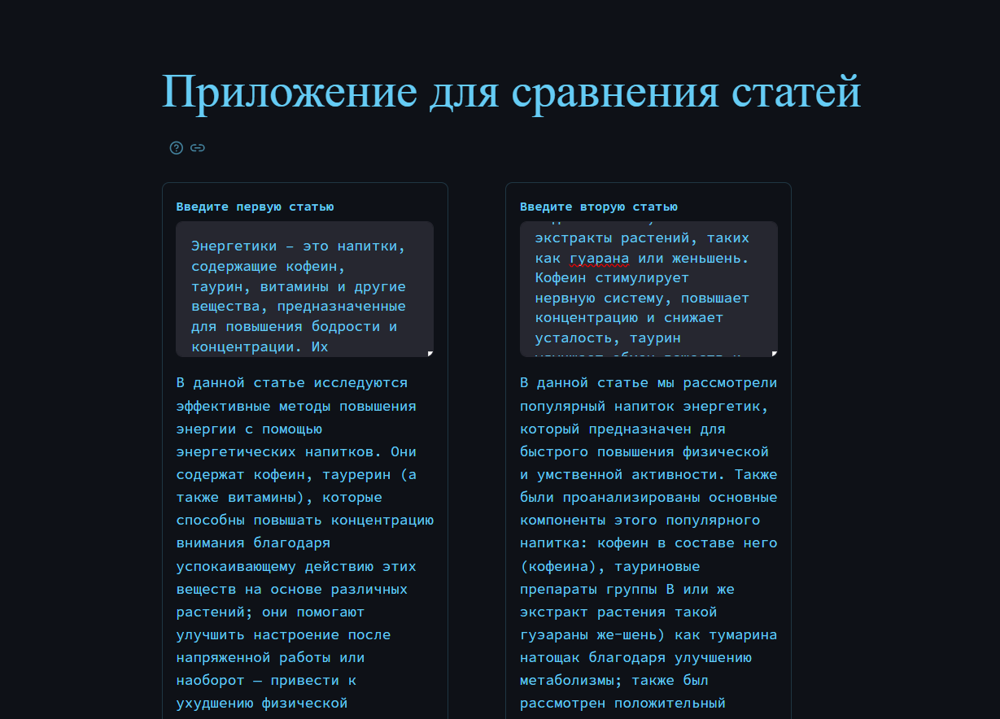 Приложение для сравнения статей
Введите первую статью
Энергетики – это напитки,
содержащие кофеин,
таурин, витамины и другие
вещества, предназначенные
для повышения бодрости и
концентрации. Их
В данной статье исследуются
эффективные методы повышения
энергии с помощью
энергетических напитков. Они
содержат кофеин, таурерин (а
также витамины), которые
способны повышать концентрацию
внимания благодаря
успокаивающему действию этих
веществ на основе различных
растений; они помогают
улучшить настроение после
напряженной работы или
наоборот – привести к
ухудшению физической
Введите вторую статью
экстракты растений, таких
как гуарана или женьшень.
Кофеин стимулирует
нервную систему, повышает
концентрацию и снижает
усталость, таурин
В данной статье мы рассмотрели
популярный напиток энергетик,
который предназначен для
быстрого повышения физической
и умственной активности. Также
были проанализированы основные
компоненты этого популярного
напитка: кофеин в составе него
(кофеина), тауриновые
препараты группы В или же
экстракт растения такой
гуэараны же-шень) как тумарина
натощак благодаря улучшению
метаболизмы; также был
рассмотрен положительный